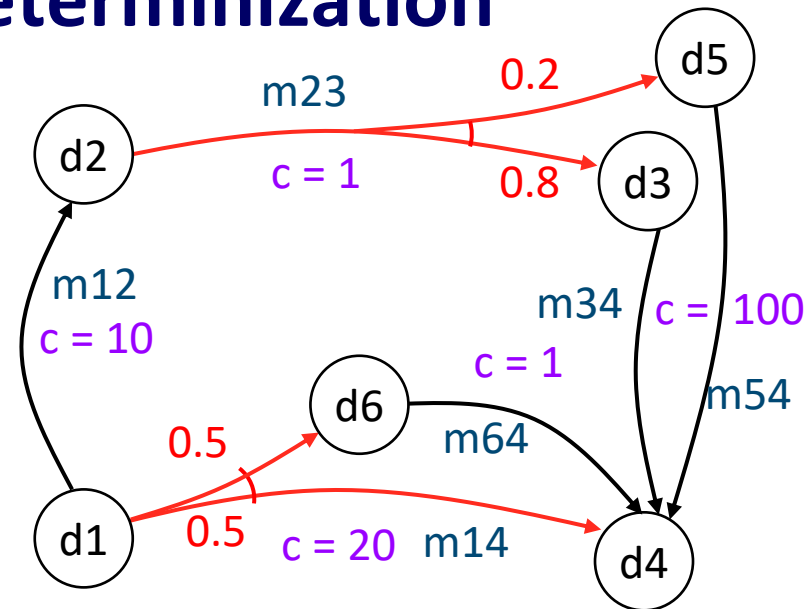 eterminization
d5
0.2
m23
d2
c = 1
0.8
d3
m12
c = 10
m34
c = 100
c = 1
m54
d6
m64
0.5
d1
0.5
c = 20
m14
d4